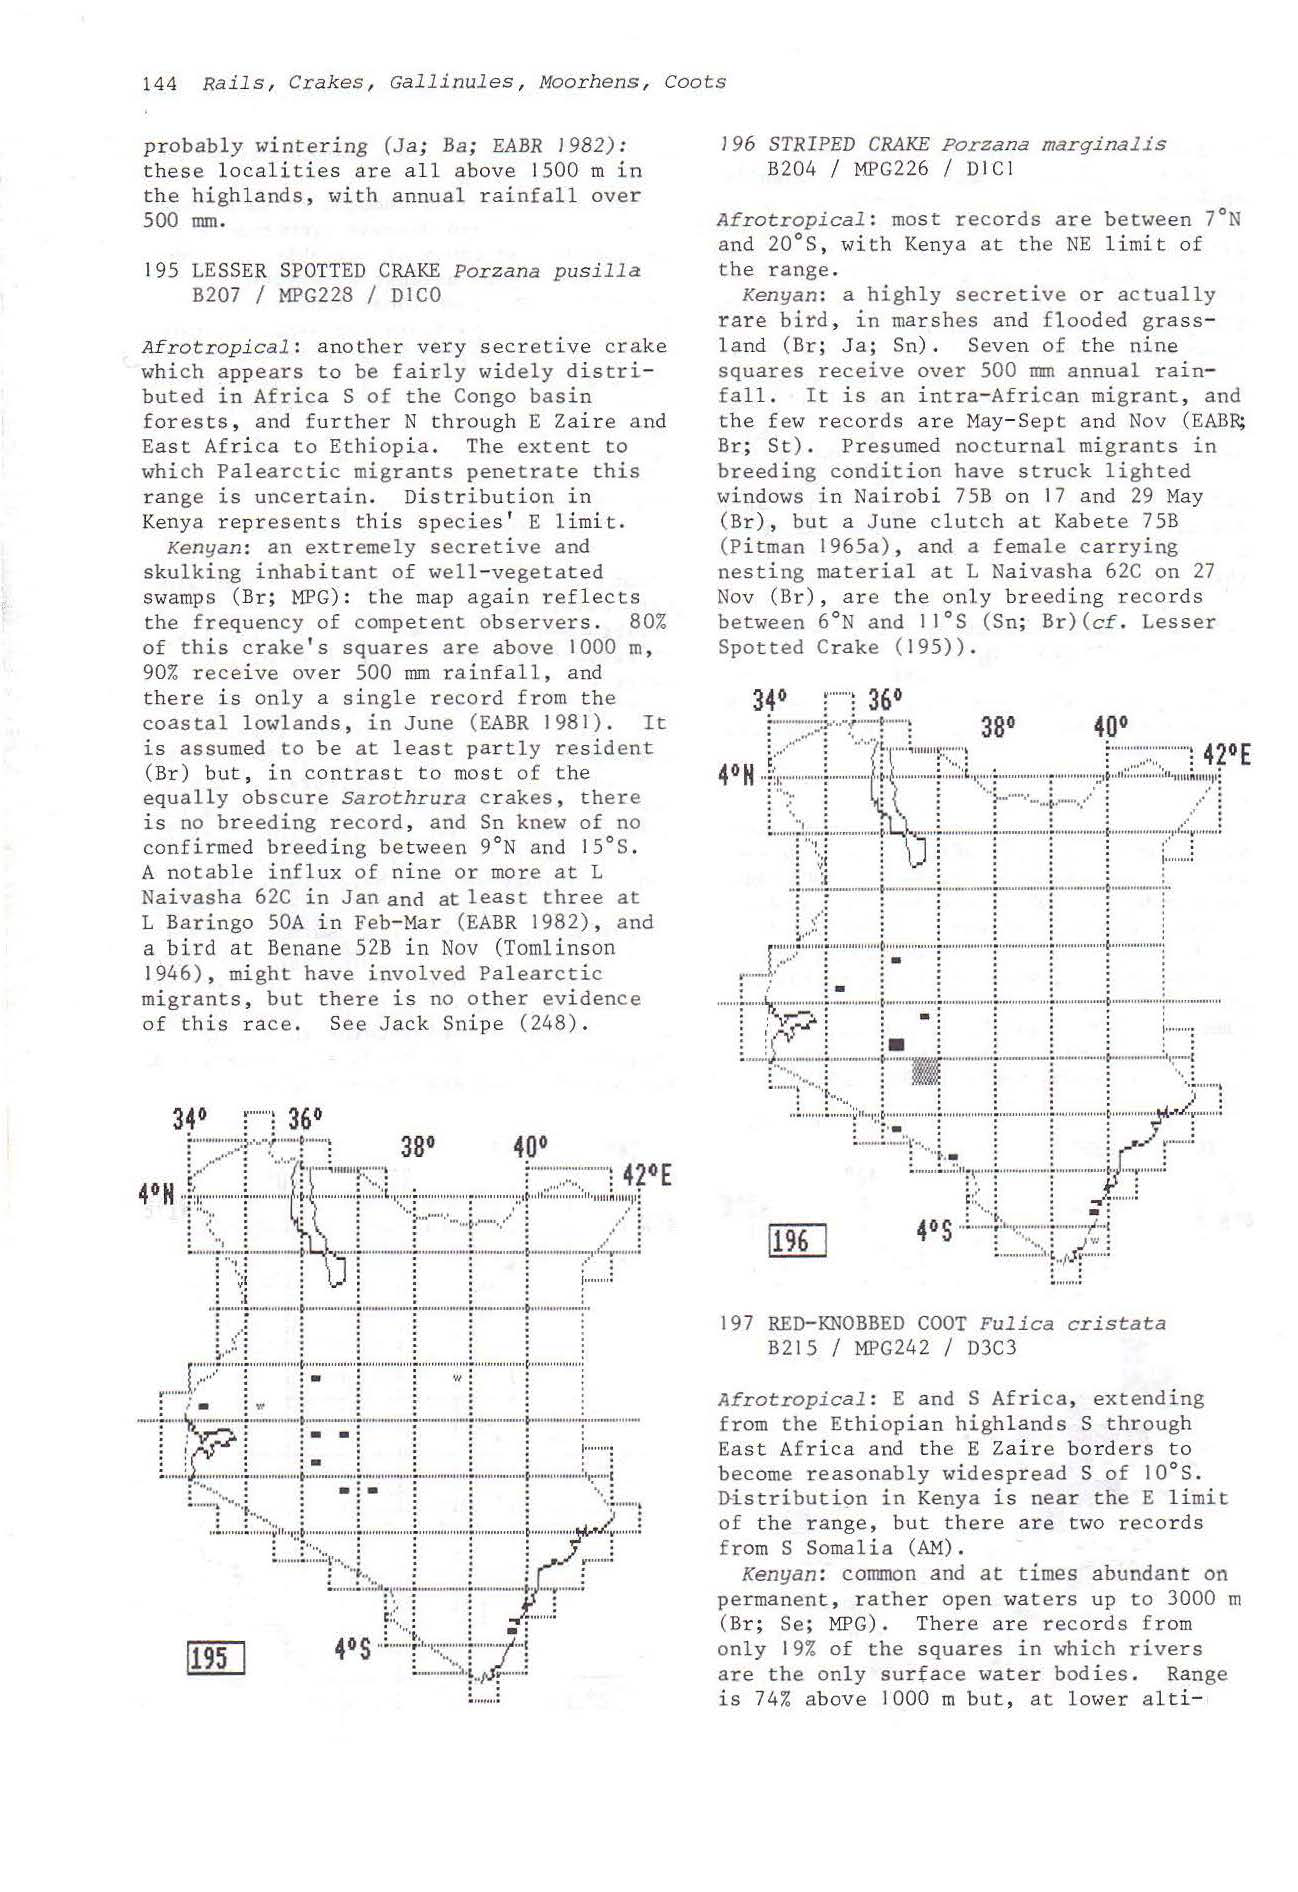 144 Rails, Crakes, Gallinules, Moorhens, Coots
probably wintering (Ja; Ba; EABR 1982):
these localities are all above 1500 m in
the highlands, with annual rainfall over
500 mm.
195 LESSER SPOTTED CRAKE Porzana pusilla
B207 / MPG228 / D1C0
Afrotropical: another very secretive crake
which appears to be fairly widely distri-
buted in Africa S of the Congo basin
forests, and further N through E Zaire and
East Africa to Ethiopia. The extent to
which Palearctic migrants penetrate this
range is uncertain. Distribution in
Kenya represents this species' E limit.
Kenyan: an extremely secretive and
skulking inhabitant of well-vegetated
swamps (Br; MPG): the map again reflects
the frequency of competent observers. 80%
of this crake's squares are above 1000 m,
90% receive over 500 mm rainfall, and
there is only a single record from the
coastal lowlands, in June (EABR 1981). It
is assumed to be at least partly resident
(Br) but, in contrast to most of the
equally obscure Sarothrura crakes, there
is no breeding record, and Sn knew of no
confirmed breeding between 9°N and 15°S.
A notable influx of nine or more at L
Naivasha 62C in Jan and at least three at
L Baringo 50A in Feb-Mar (EABR 1982), and
a bird at Benane 52B in Nov (Tomlinson
1946), might have involved Palearctic
migrants, but there is no other evidence
of this race. See Jack Snipe (248).
34° 36°
38° 40°
42°E
4°N
w
w
4°S
195
196 STRIPED CRAKE Porzana marginalis
B204 / MPG226 / D1C1
Afrotropical: most records are between 7°N
and 20°S, with Kenya at the NE limit of
the range.
Kenyan: a highly secretive or actually
rare bird, in marshes and flooded grass-
land (Br; Ja; Sn). Seven of the nine
squares receive over 500 mm annual rain-
fall. It is an intra-African migrant, and
the few records are May-Sept and Nov (EABR;
Br; St). Presumed nocturnal migrants in
breeding condition have struck lighted
windows in Nairobi 75B on 17 and 29 May
(Br), but a June clutch at Kabete 75B
(Pitman 1965a), and a female carrying
nesting material at L Naivasha 62C on 27
Nov (Br), are the only breeding records
between 6°N and 11°S (Sn; Br)(cf. Lesser
Spotted Crake (195)).
34° 36°
38° 40°
42°E
4°N
w
4°S
196
197 RED-KNOBBED COOT Fulica cristata
B215 / MPG242 / D3C3
Afrotropical: E and S Africa, extending
from the Ethiopian highlands S through
East Africa and the E Zaire borders to
become reasonably widespread S of 10°S.
Distribution in Kenya is near the E limit
of the range, but there are two records
from S Somalia (AM).
Kenyan: common and at times abundant on
permanent, rather open waters up to 3000 m
(Br; Se; MPG). There are records from
only 19% of the squares in which rivers
are the only surface water bodies. Range
is 74% above 1000 m but, at lower alti-